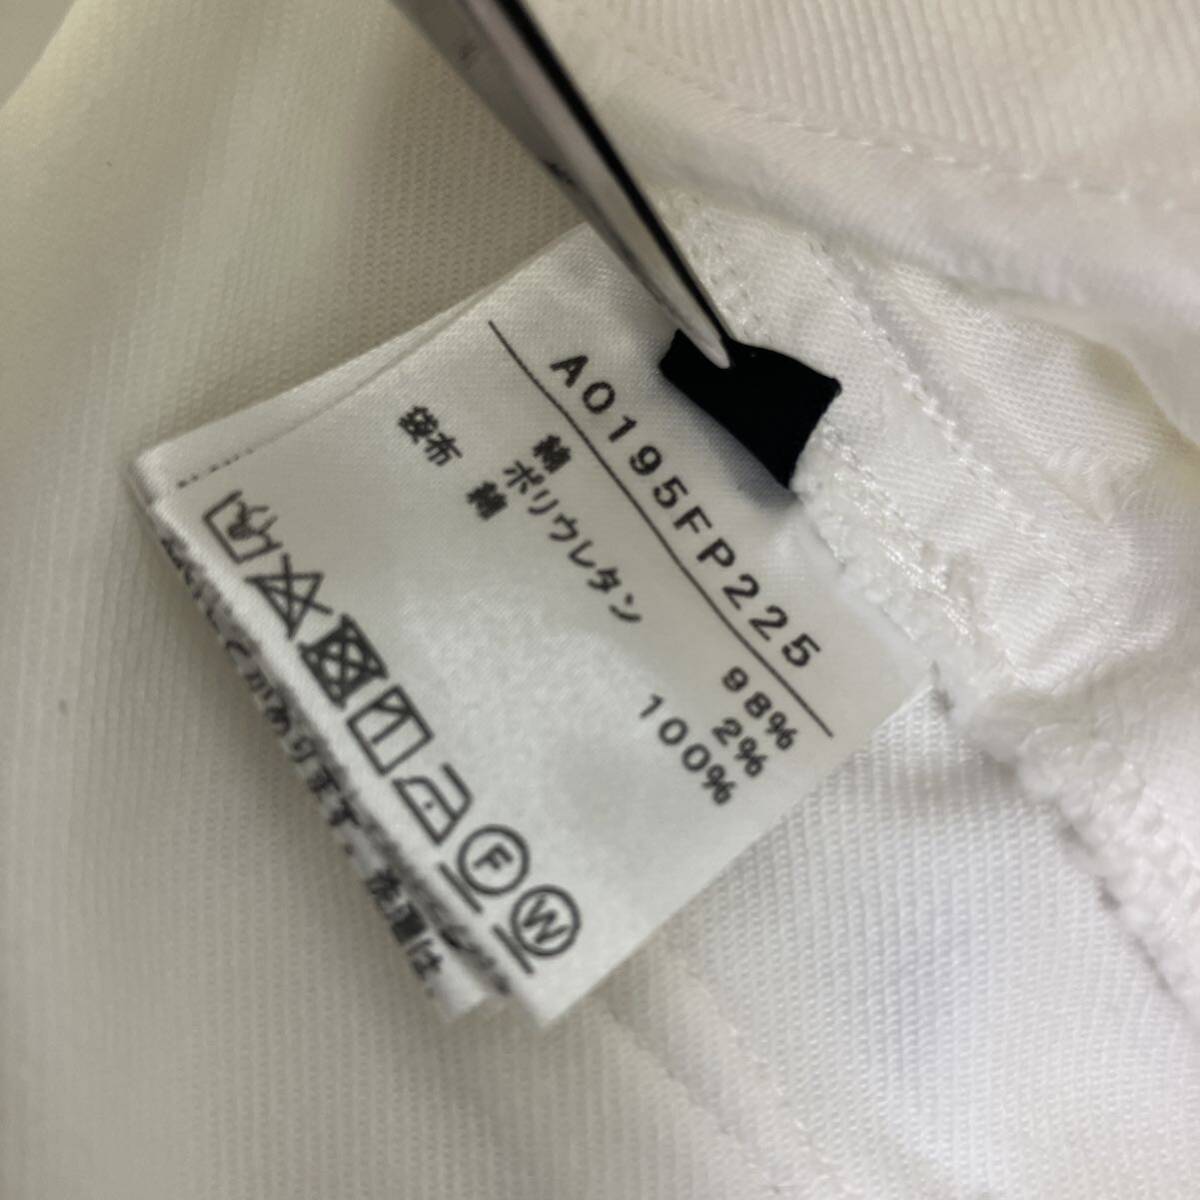 A0195FP225
綿 98%
ポリウレタン 2%
袋布 綿 100%
F
W